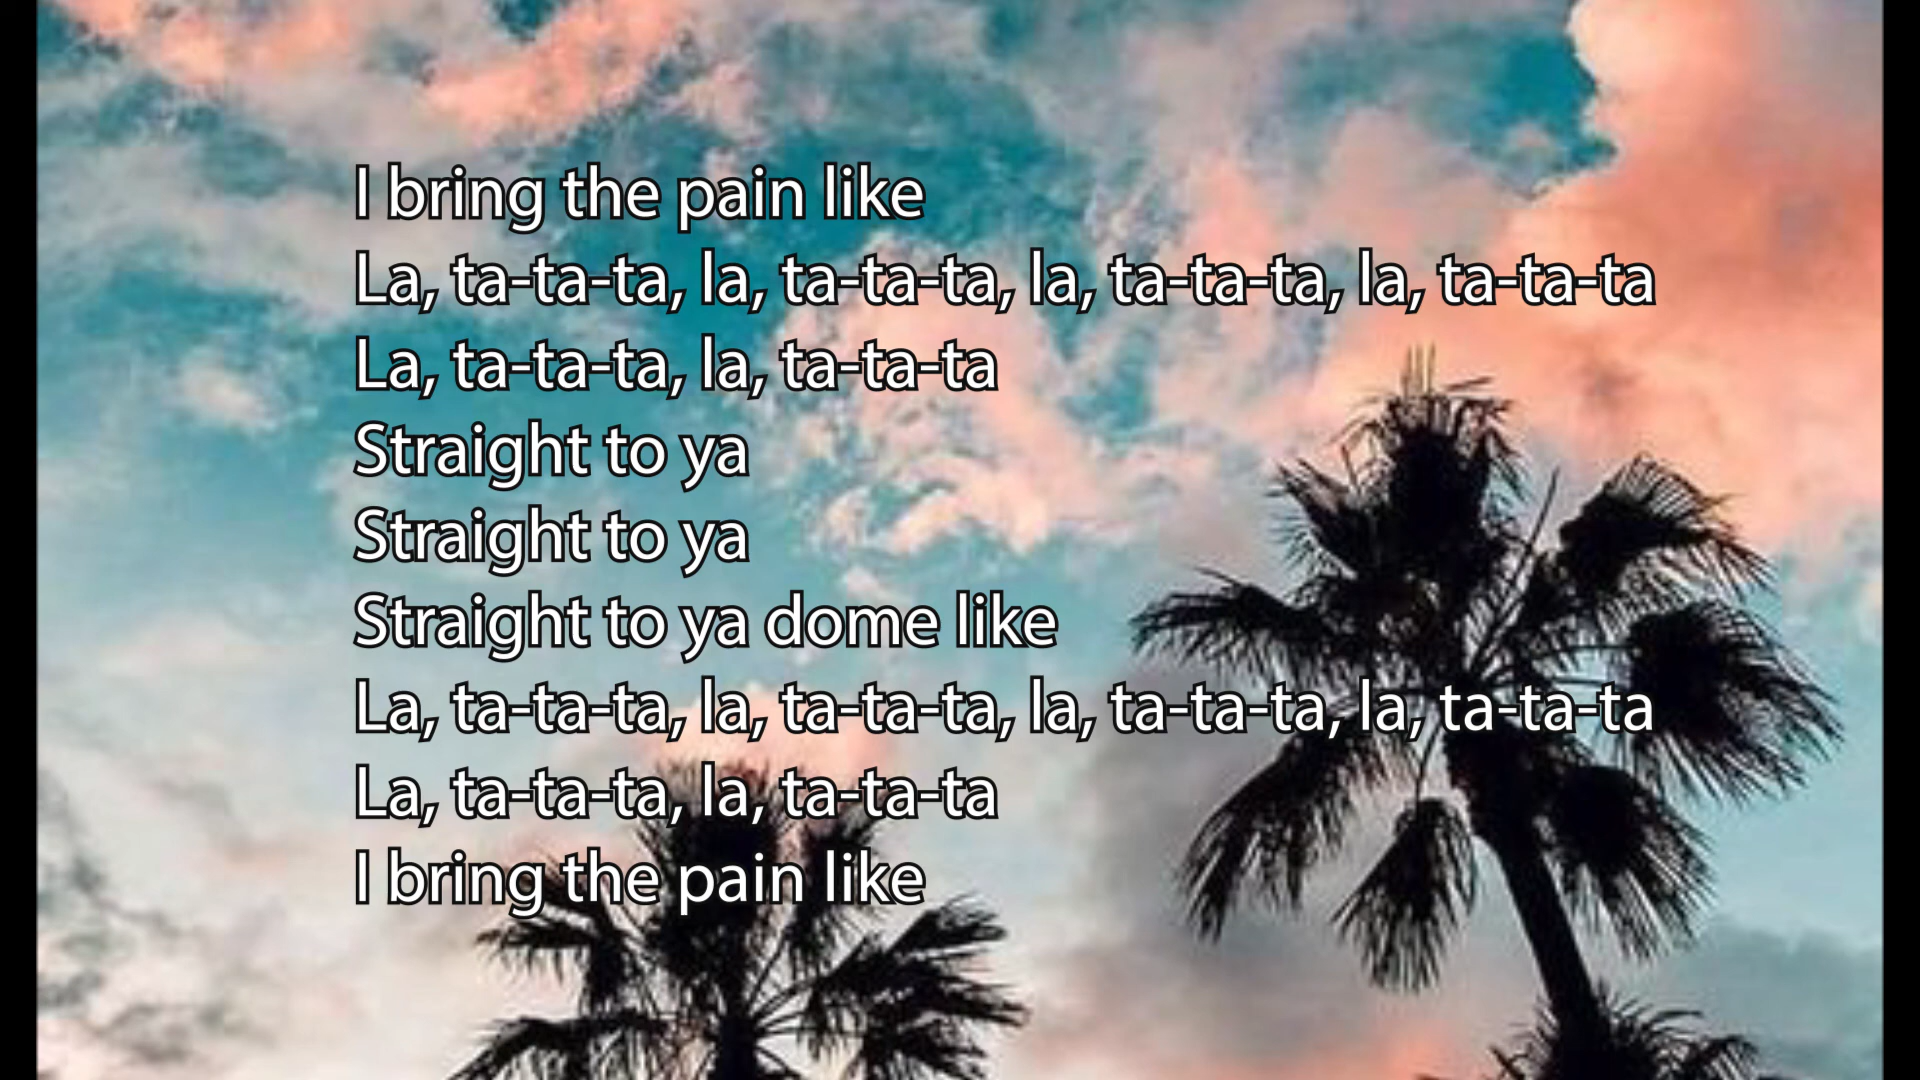 I bring the pain like
La, ta-ta-ta, la, ta-ta-ta, la, ta-ta-ta, la, ta-ta-ta
La, ta-ta-ta, la, ta-ta-ta
Straight to ya
Straight to ya
Straight to ya dome like
La, ta-ta-ta, la, ta-ta-ta, la, ta-ta-ta, la, ta-ta-ta
La, ta-ta-ta, la, ta-ta-ta
I bring the pain like